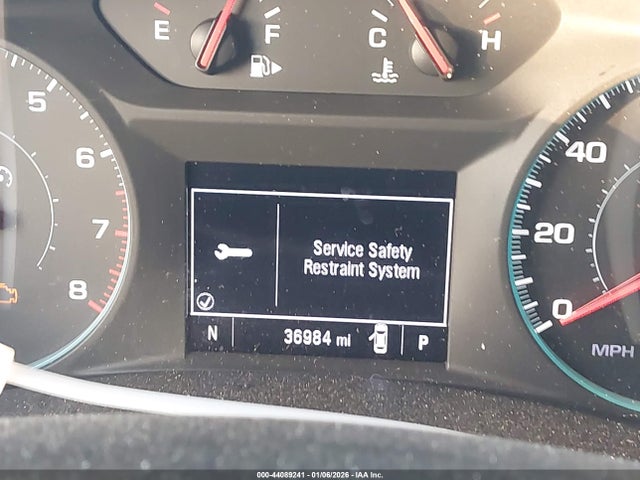 E F C H
5
6
7
8
40
20
0
MPH
Service Safety
Restraint System
N 36984 mi P
000-44089241 - 01/06/2026 - IAA Inc.